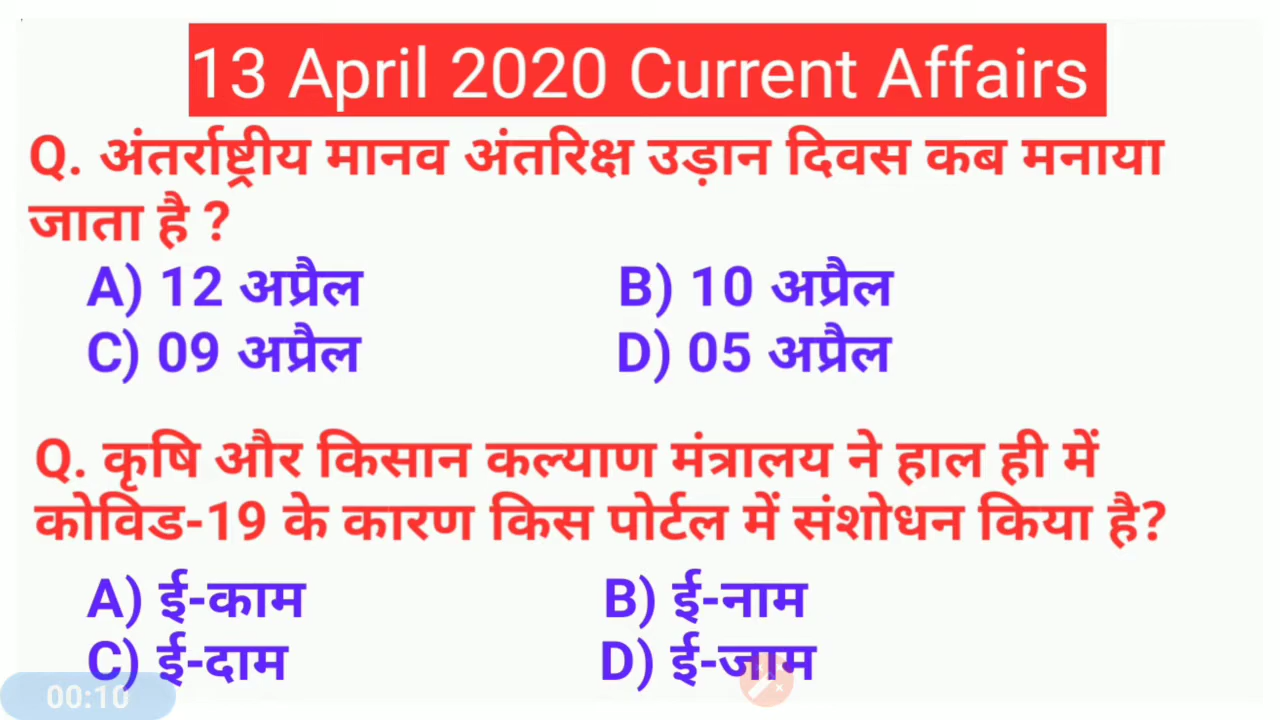 13 April 2020 Current Affairs
Q. अंतर्राष्ट्रीय मानव अंतरिक्ष उड़ान दिवस कब मनाया
जाता है ?
A) 12 अप्रैल B) 10 अप्रैल
C) 09 अप्रैल D) 05 अप्रैल
Q. कृषि और किसान कल्याण मंत्रालय ने हाल ही में
कोविड-19 के कारण किस पोर्टल में संशोधन किया है?
A) ई-काम B) ई-नाम
C) ई-दाम D) ई-जाम
00:10